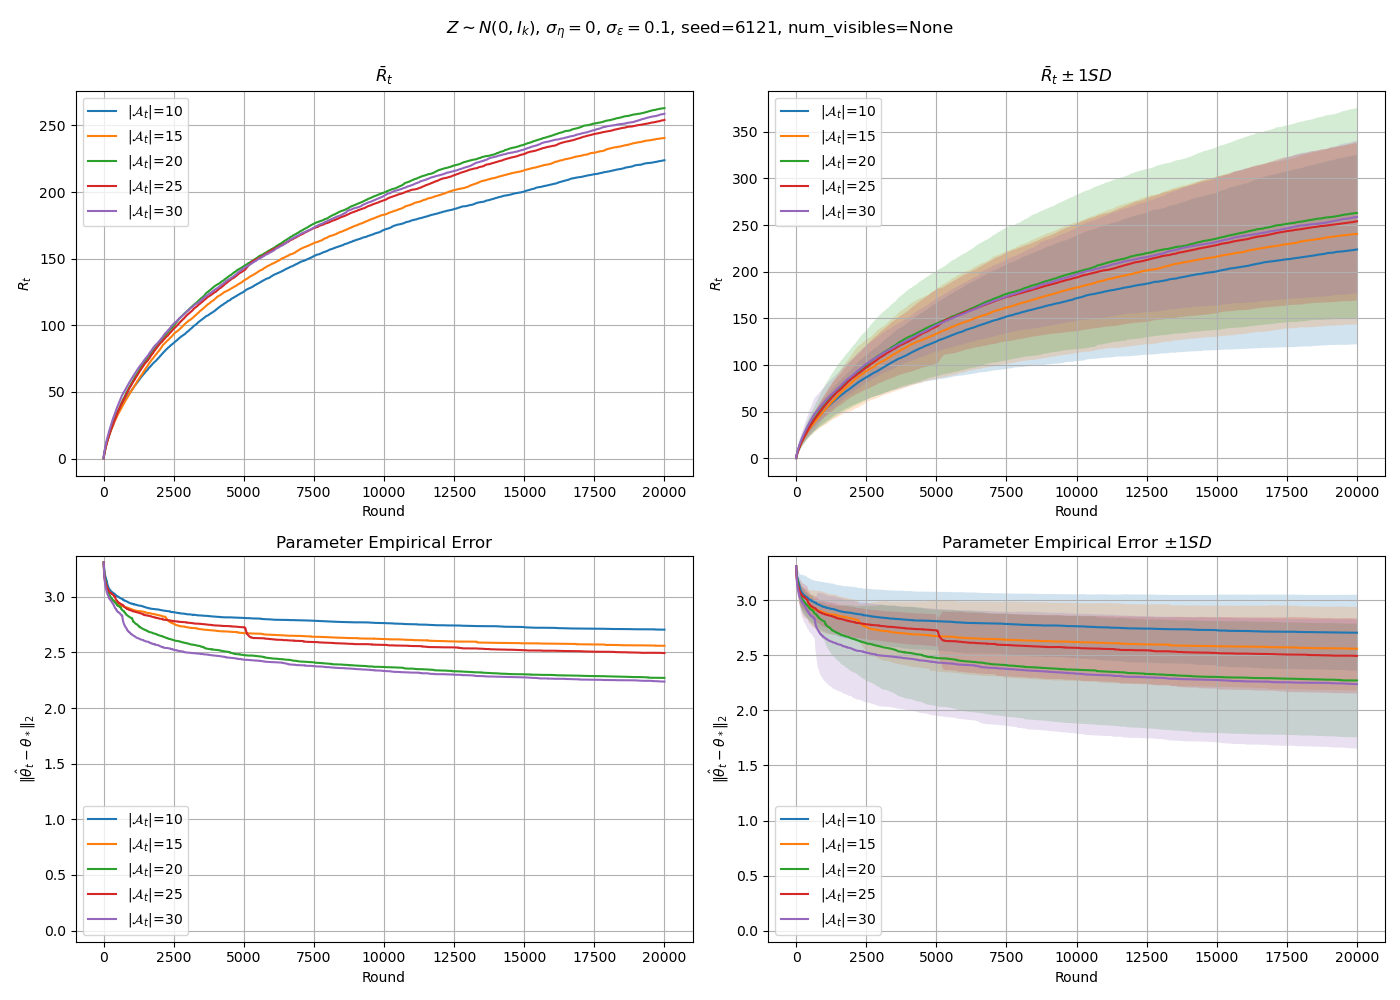 Z ∼ N(0, I_k), σ_η = 0, σ_ε = 0.1, seed=6121, num_visibles=None
R̄_t
R_t
250
200
150
100
50
0
|𝒜_t|=10
|𝒜_t|=15
|𝒜_t|=20
|𝒜_t|=25
|𝒜_t|=30
0 2500 5000 7500 10000 12500 15000 17500 20000
Round
R̄_t ± 1SD
R_t
350
300
250
200
150
100
50
0
|𝒜_t|=10
|𝒜_t|=15
|𝒜_t|=20
|𝒜_t|=25
|𝒜_t|=30
0 2500 5000 7500 10000 12500 15000 17500 20000
Round
Parameter Empirical Error
‖θ̂_t − θ_*‖_2
3.0
2.5
2.0
1.5
1.0
0.5
0.0
|𝒜_t|=10
|𝒜_t|=15
|𝒜_t|=20
|𝒜_t|=25
|𝒜_t|=30
0 2500 5000 7500 10000 12500 15000 17500 20000
Round
Parameter Empirical Error ±1SD
‖θ̂_t − θ_*‖_2
3.0
2.5
2.0
1.5
1.0
0.5
0.0
|𝒜_t|=10
|𝒜_t|=15
|𝒜_t|=20
|𝒜_t|=25
|𝒜_t|=30
0 2500 5000 7500 10000 12500 15000 17500 20000
Round